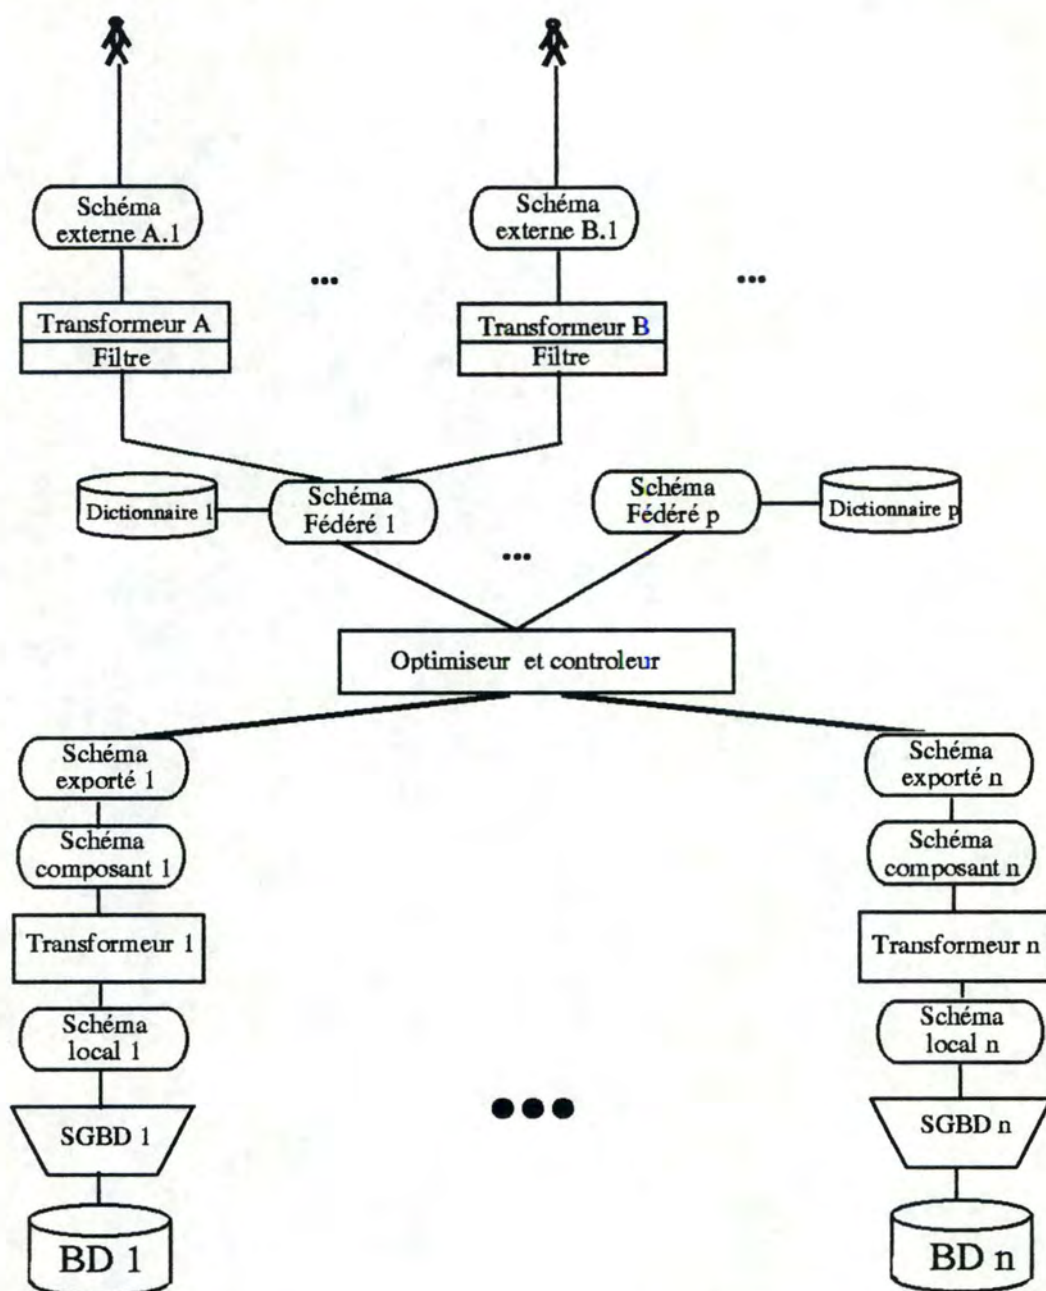 Schéma
externe A.1
Schéma
externe B.1
...
...
Transformeur A
Filtre
Transformeur B
Filtre
Dictionnaire 1
Schéma
Fédéré 1
Schéma
Fédéré p
Dictionnaire p
...
Optimiseur et controleur
Schéma
exporté 1
Schéma
exporté n
Schéma
composant 1
Schéma
composant n
Transformeur 1
Transformeur n
Schéma
local 1
Schéma
local n
...
SGBD 1
SGBD n
BD 1
BD n